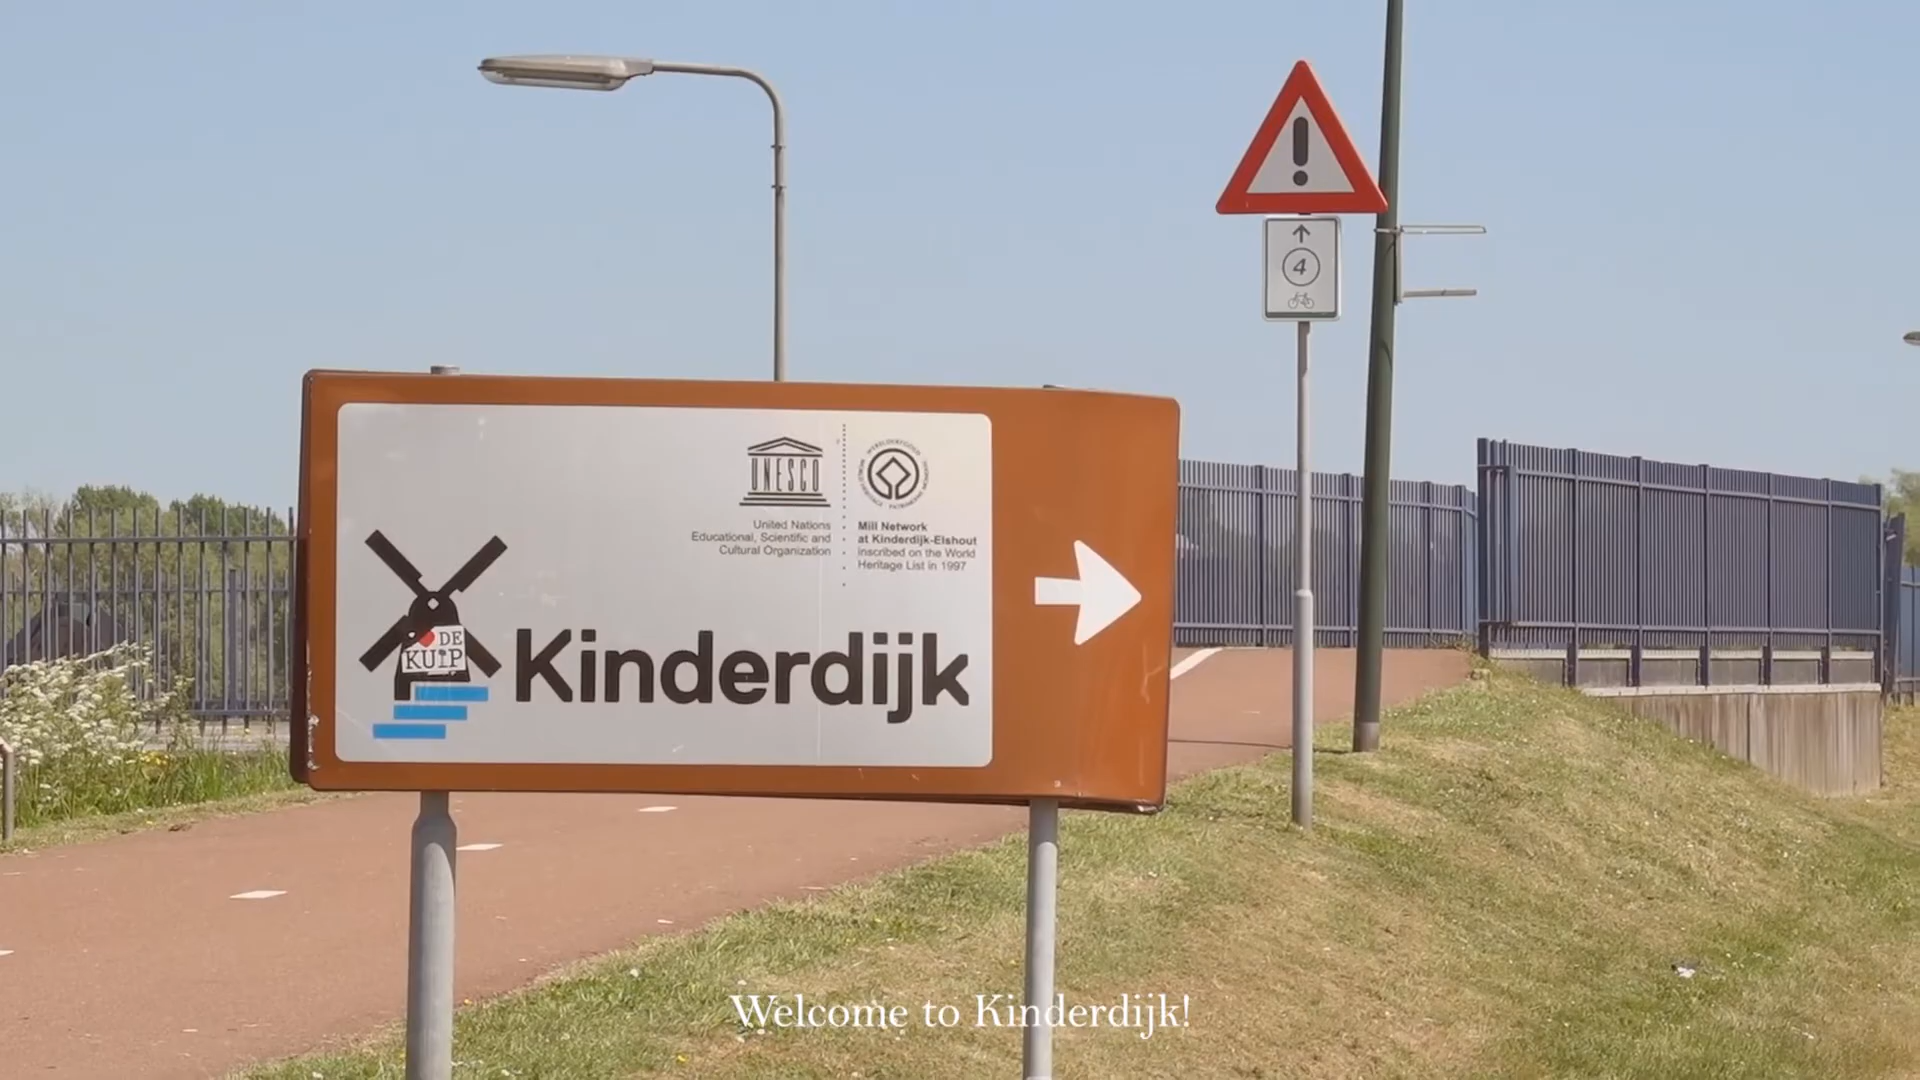 4
UNESCO
United Nations
Educational, Scientific and
Cultural Organization
Mill Network
at Kinderdijk-Elshout
inscribed on the World
Heritage List in 1997
DE
KUIP
Kinderdijk
Welcome to Kinderdijk!